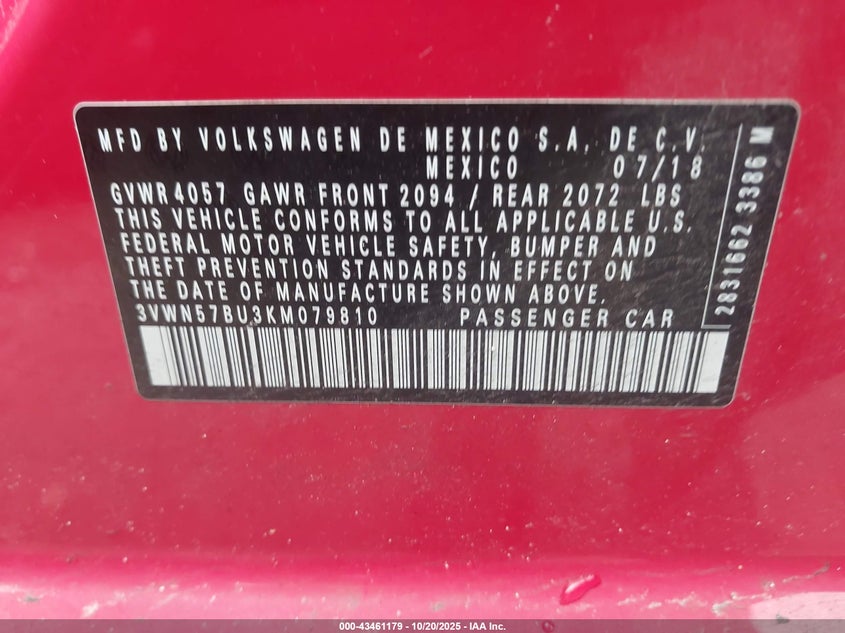 MFD BY VOLKSWAGEN DE MEXICO S.A. DE C.V.
MEXICO 07/18
GVWR 4057 GAWR FRONT 2094 / REAR 2072 LBS
THIS VEHICLE CONFORMS TO ALL APPLICABLE U.S.
FEDERAL MOTOR VEHICLE SAFETY, BUMPER AND
THEFT PREVENTION STANDARDS IN EFFECT ON
THE DATE OF MANUFACTURE SHOWN ABOVE.
3VWN57BU3KM079810 PASSENGER CAR
2831662 3386 M
000-43461179 - 10/20/2025 - IAA Inc.